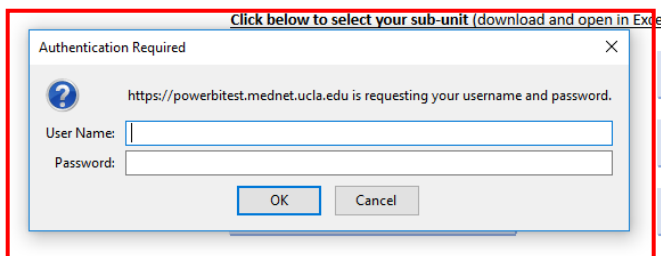 Click below to select your sub-unit (download and open in Exce
Authentication Required
https://powerbitest.mednet.ucla.edu is requesting your username and password.
User Name:
Password:
OK
Cancel